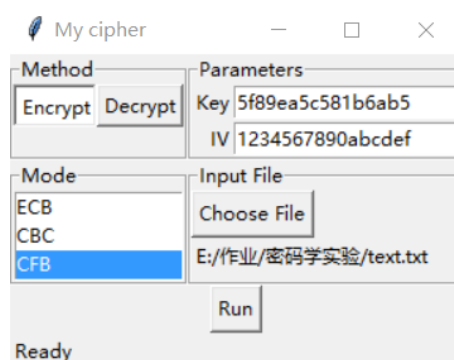 My cipher
Method
Encrypt Decrypt
Parameters
Key 5f89ea5c581b6ab5
IV 1234567890abcdef
Mode
ECB
CBC
CFB
Input File
Choose File
E:/作业/密码学实验/text.txt
Run
Ready